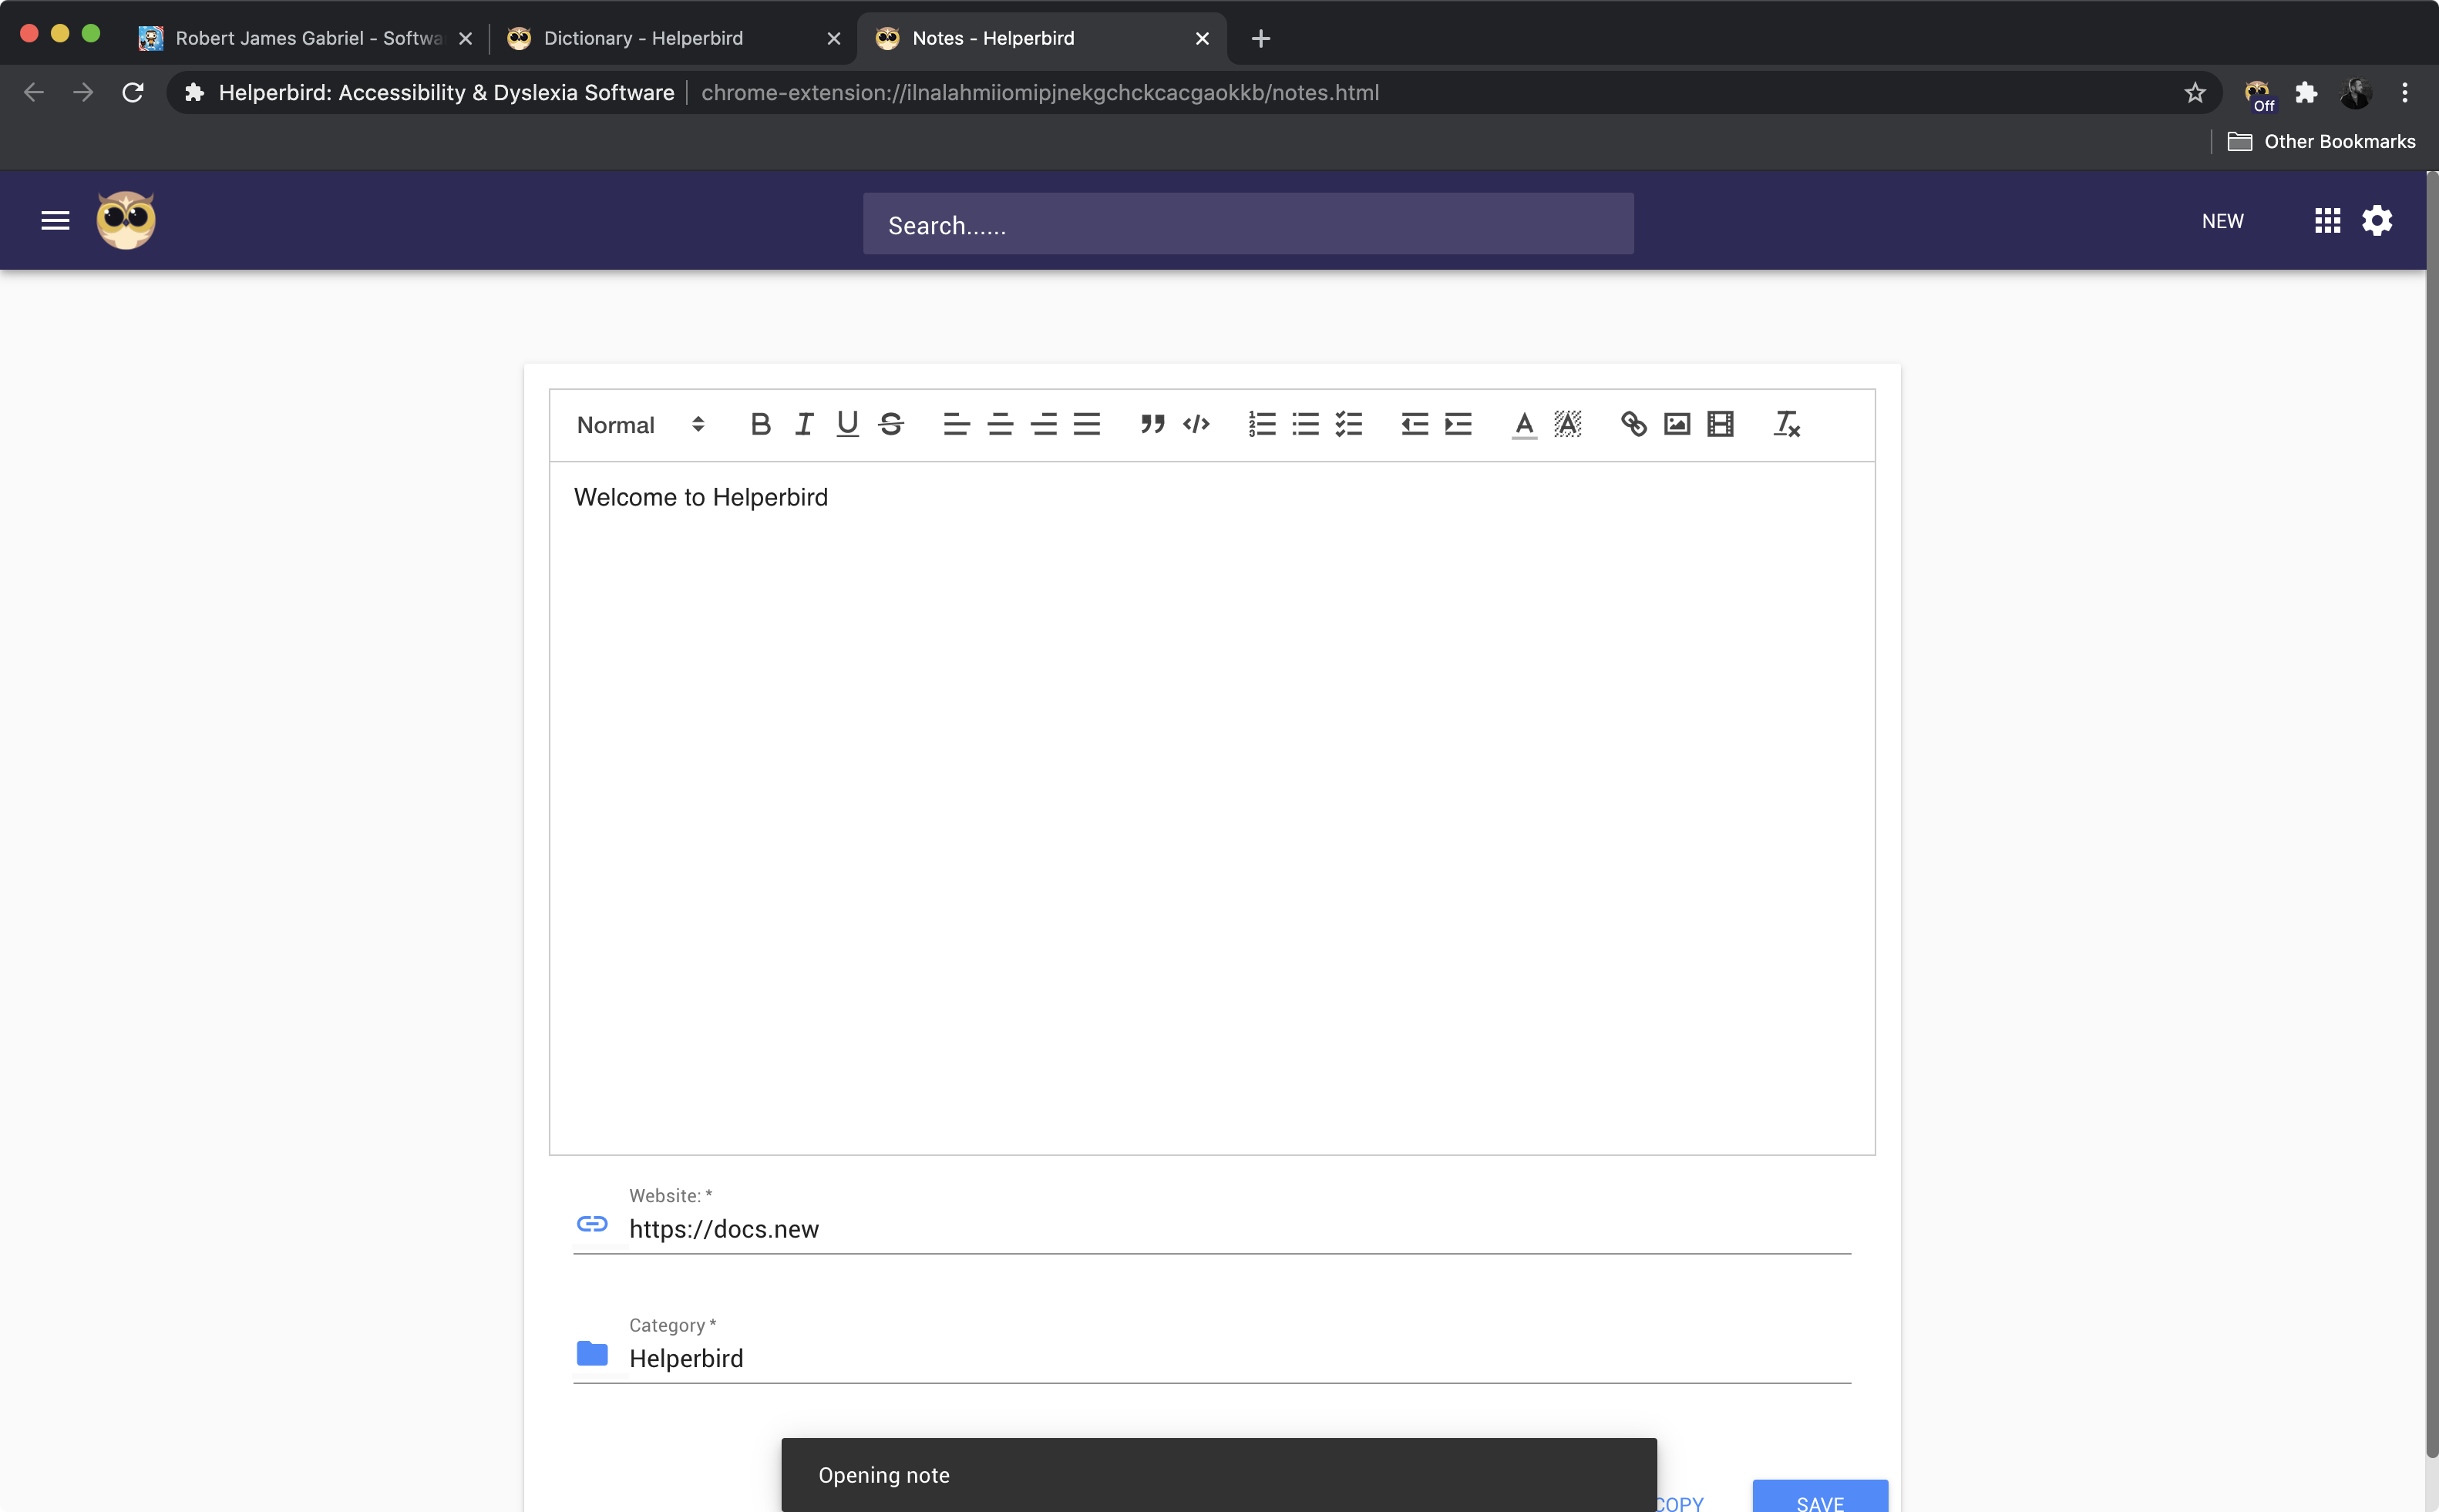 Robert James Gabriel - Softwa
Dictionary - Helperbird
Notes - Helperbird
Helperbird: Accessibility & Dyslexia Software
chrome-extension://ilnalahmiiomipjnekgchckcacgaokkb/notes.html
Off
Other Bookmarks
Search......
NEW
Normal
Welcome to Helperbird
Website: *
https://docs.new
Category *
Helperbird
Opening note
COPY
SAVE